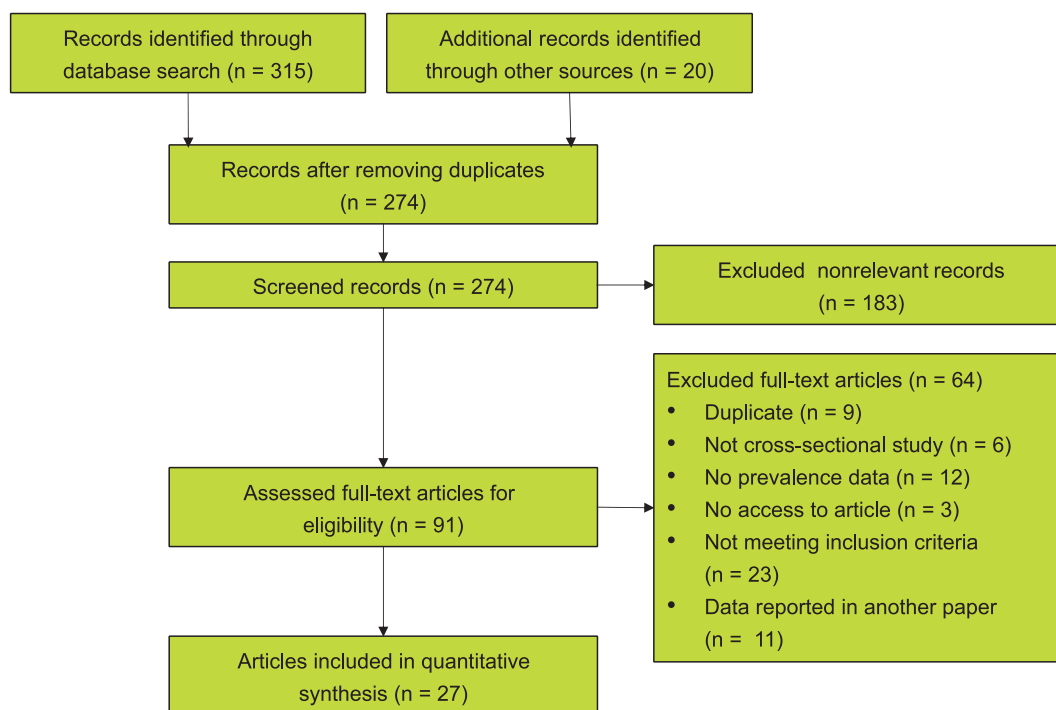 Records identified through
database search (n = 315)
Additional records identified
through other sources (n = 20)
Records after removing duplicates
(n = 274)
Screened records (n = 274)
Excluded nonrelevant records
(n = 183)
Assessed full-text articles for
eligibility (n = 91)
Excluded full-text articles (n = 64)
• Duplicate (n = 9)
• Not cross-sectional study (n = 6)
• No prevalence data (n = 12)
• No access to article (n = 3)
• Not meeting inclusion criteria
(n = 23)
• Data reported in another paper
(n = 11)
Articles included in quantitative
synthesis (n = 27)